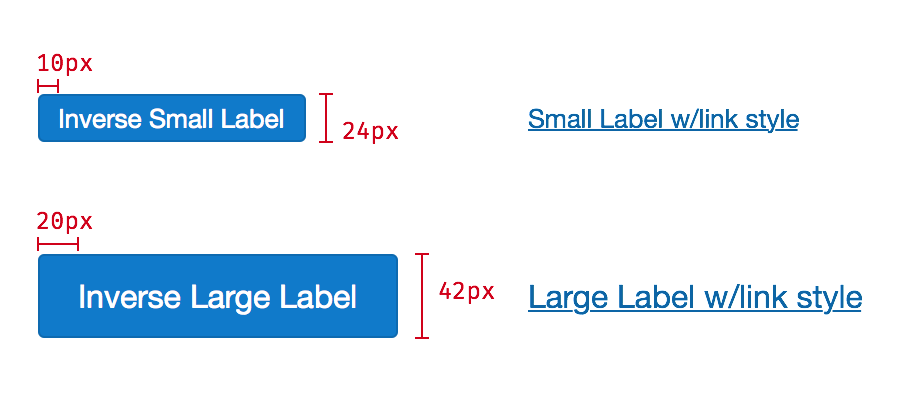 10px
Inverse Small Label
24px
Small Label w/link style
20px
Inverse Large Label
42px
Large Label w/link style